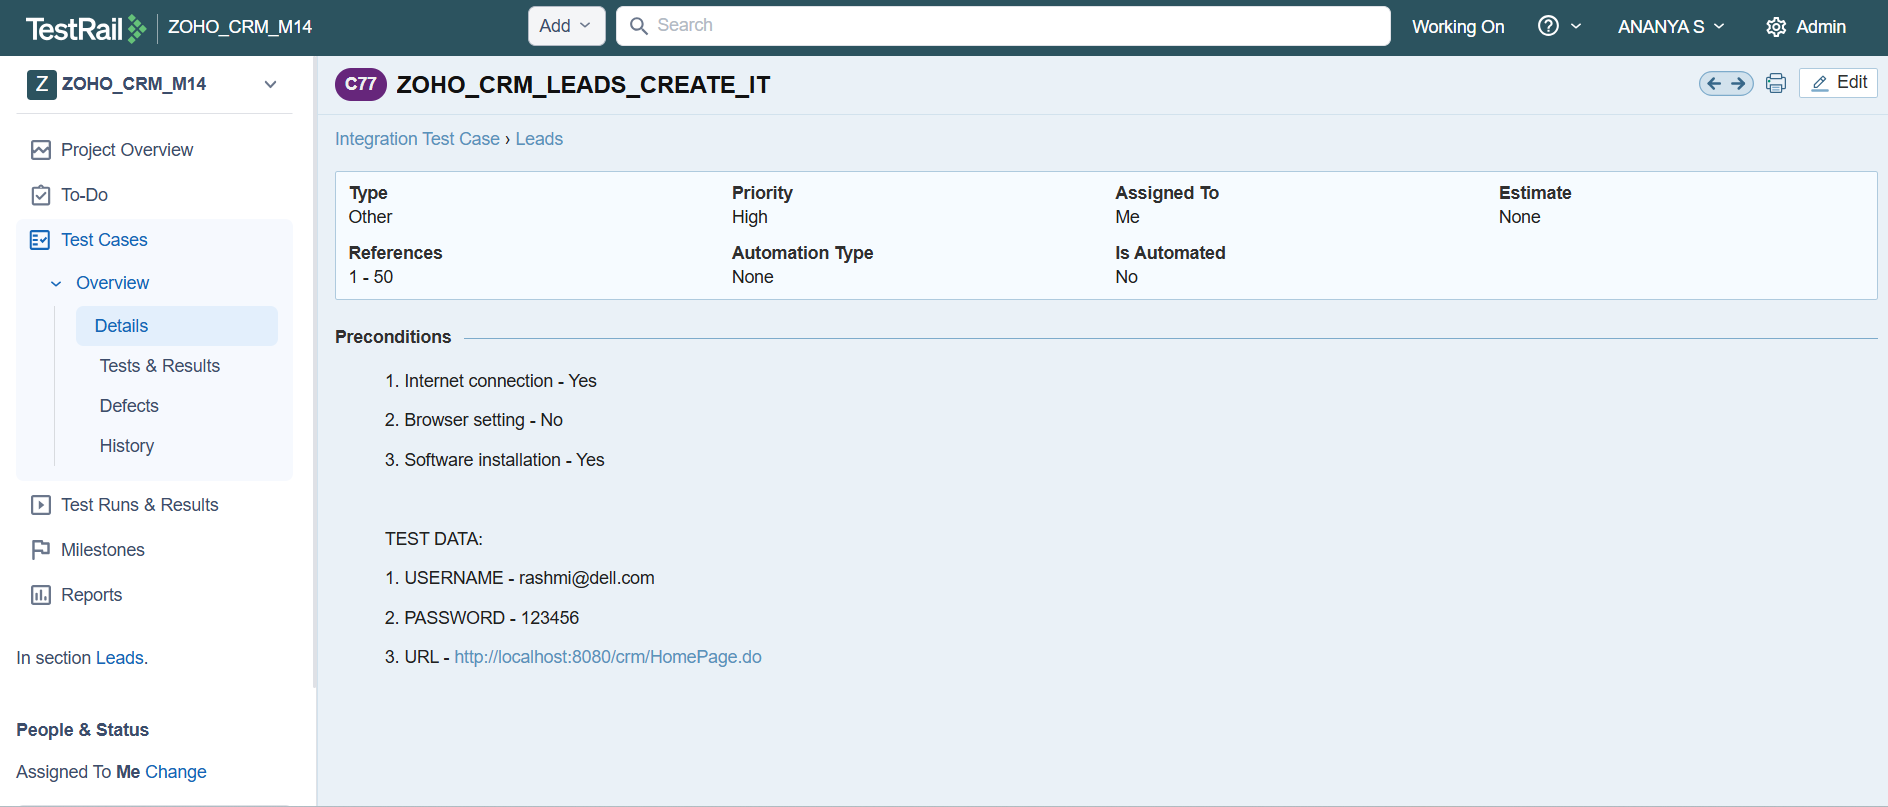 TestRail ZOHO_CRM_M14 Add Search Working On ANANYA S Admin
Z ZOHO_CRM_M14
C77 ZOHO_CRM_LEADS_CREATE_IT Edit
Integration Test Case › Leads
Project Overview
To-Do
Test Cases
Overview
Details
Tests & Results
Defects
History
Test Runs & Results
Milestones
Reports
In section Leads.
People & Status
Assigned To Me Change
Type Priority Assigned To Estimate
Other High Me None
References Automation Type Is Automated
1 - 50 None No
Preconditions
1. Internet connection - Yes
2. Browser setting - No
3. Software installation - Yes
TEST DATA:
1. USERNAME - rashmi@dell.com
2. PASSWORD - 123456
3. URL - http://localhost:8080/crm/HomePage.do